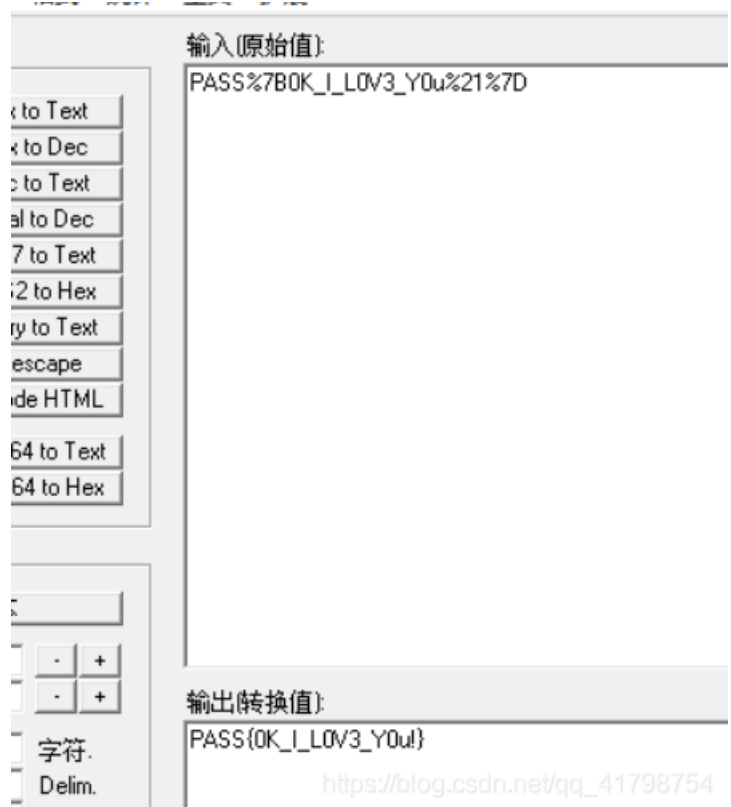 输入(原始值):
PASS%7B0K_I_L0V3_Y0u%21%7D
to Text
to Dec
to Text
al to Dec
7 to Text
to Hex
ry to Text
escape
ode HTML
64 to Text
64 to Hex
- +
- +
输出(转换值):
PASS{0K_I_L0V3_Y0u!}
字符.
Delim.
https://blog.csdn.net/qq_41798754